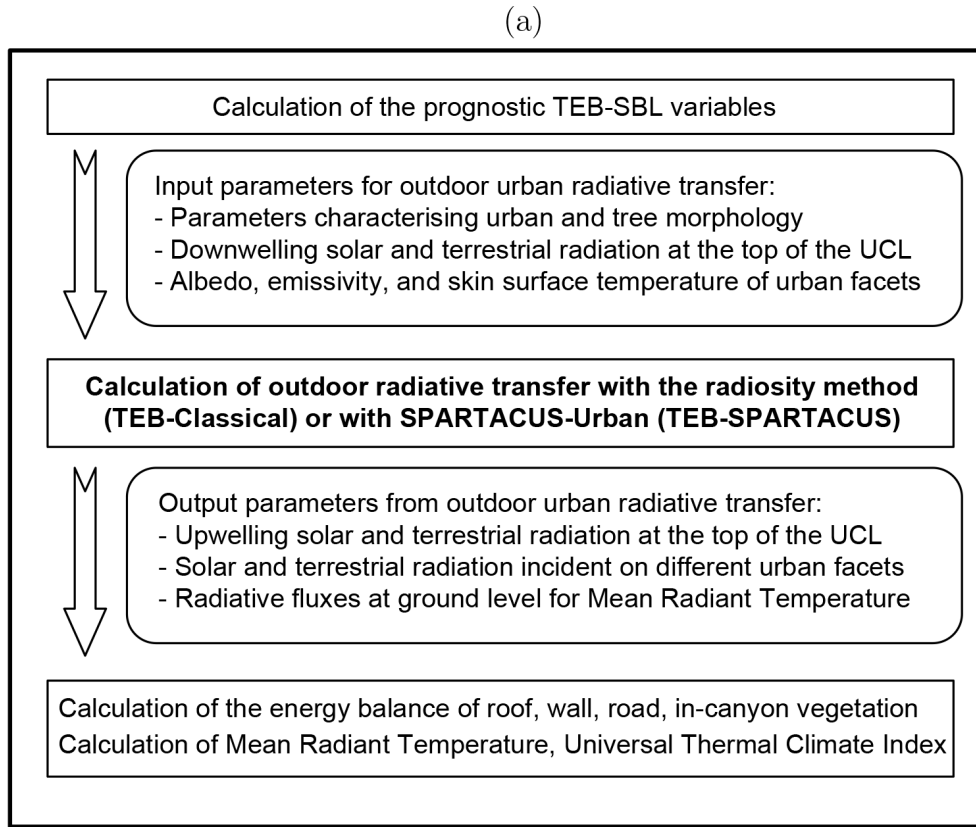 (a)
Calculation of the prognostic TEB-SBL variables
Input parameters for outdoor urban radiative transfer:
- Parameters characterising urban and tree morphology
- Downwelling solar and terrestrial radiation at the top of the UCL
- Albedo, emissivity, and skin surface temperature of urban facets
Calculation of outdoor radiative transfer with the radiosity method
(TEB-Classical) or with SPARTACUS-Urban (TEB-SPARTACUS)
Output parameters from outdoor urban radiative transfer:
- Upwelling solar and terrestrial radiation at the top of the UCL
- Solar and terrestrial radiation incident on different urban facets
- Radiative fluxes at ground level for Mean Radiant Temperature
Calculation of the energy balance of roof, wall, road, in-canyon vegetation
Calculation of Mean Radiant Temperature, Universal Thermal Climate Index